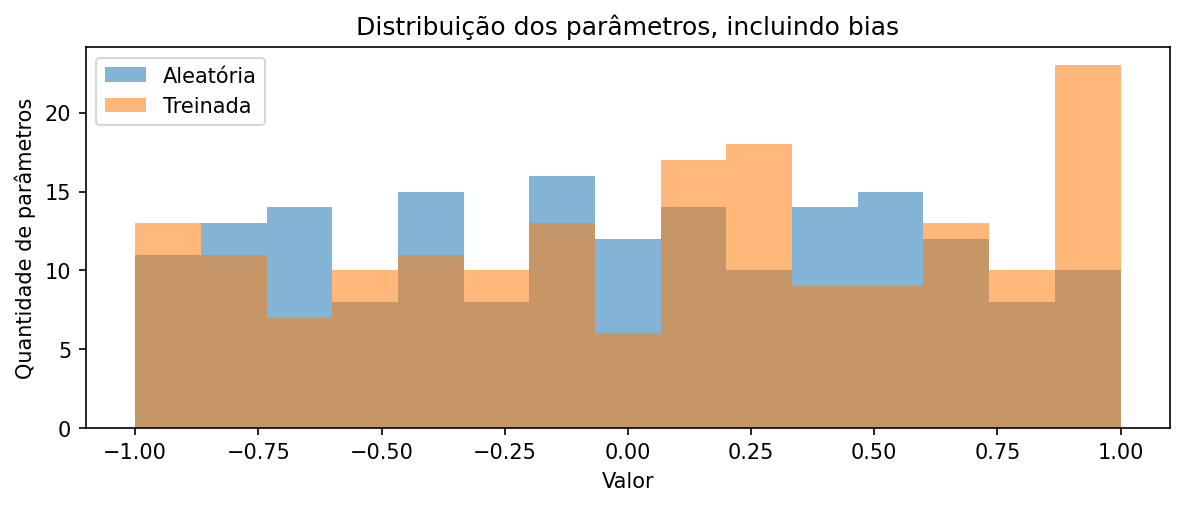 Distribuição dos parâmetros, incluindo bias
Aleatória
Treinada
Quantidade de parâmetros
20
15
10
5
0
−1.00 −0.75 −0.50 −0.25 0.00 0.25 0.50 0.75 1.00
Valor